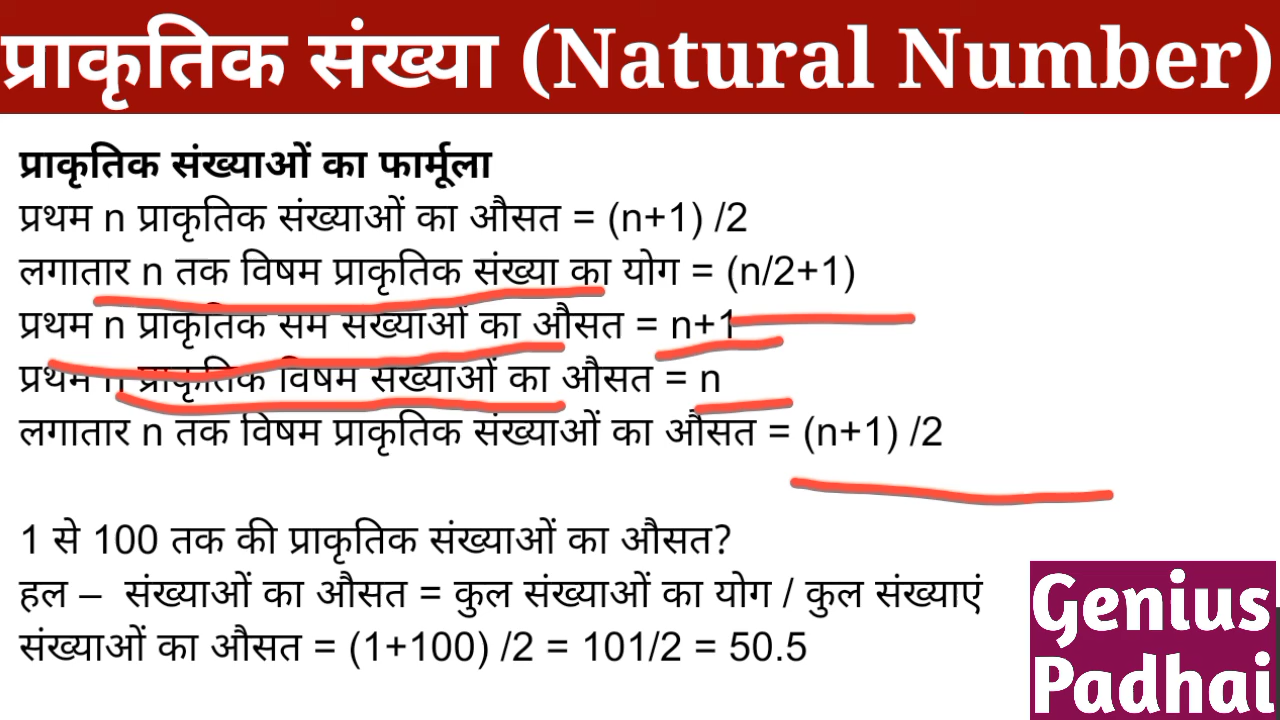 प्राकृतिक संख्या (Natural Number)
प्राकृतिक संख्याओं का फार्मूला
प्रथम n प्राकृतिक संख्याओं का औसत = (n+1) /2
लगातार n तक विषम प्राकृतिक संख्या का योग = (n/2+1)
प्रथम n प्राकृतिक सम संख्याओं का औसत = n+1
प्रथम n प्राकृतिक विषम संख्याओं का औसत = n
लगातार n तक विषम प्राकृतिक संख्याओं का औसत = (n+1) /2
1 से 100 तक की प्राकृतिक संख्याओं का औसत?
हल – संख्याओं का औसत = कुल संख्याओं का योग / कुल संख्याएं
संख्याओं का औसत = (1+100) /2 = 101/2 = 50.5
Genius
Padhai